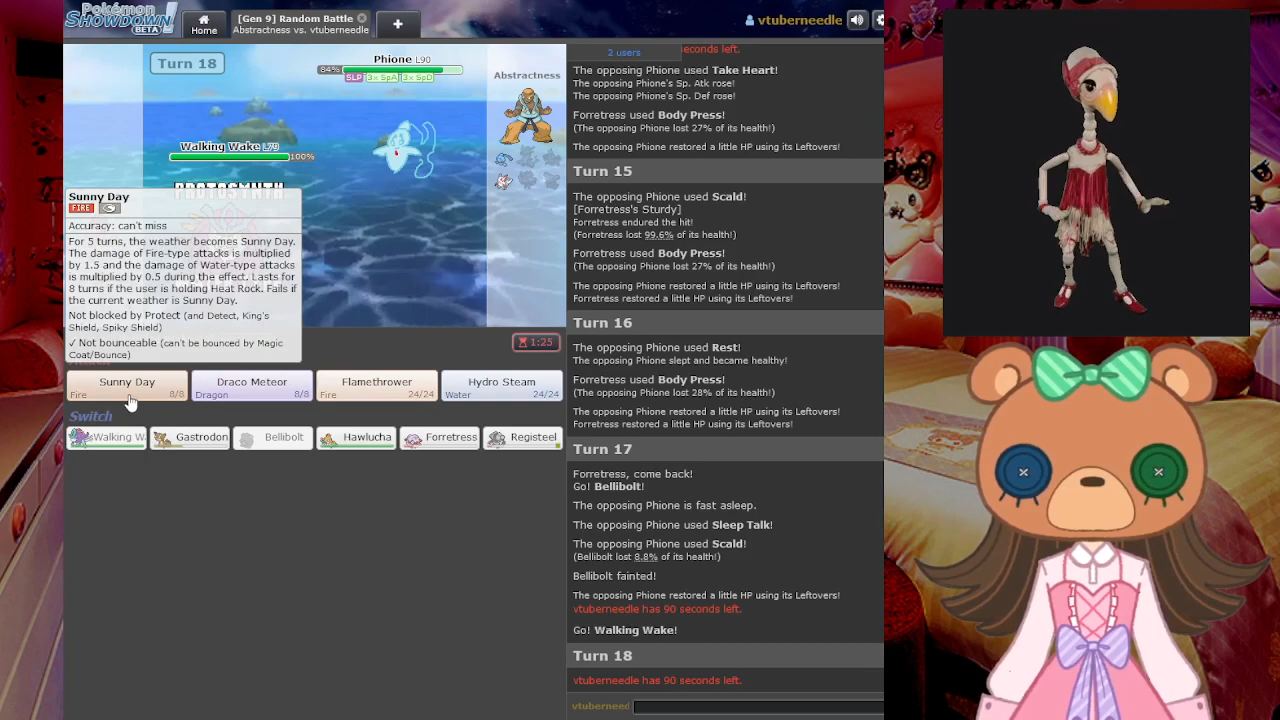 Pokémon
SHOWDOWN!
BETA
Home
[Gen 9] Random Battle
Abstractness vs. vtuberneedle
+
vtuberneedle
Turn 18
Phione L90
84%
SLP 3× SpA 3× SpD
Abstractness
Walking Wake L79
100%
Sunny Day
FIRE
Accuracy: can't miss
For 5 turns, the weather becomes Sunny Day.
The damage of Fire-type attacks is multiplied
by 1.5 and the damage of Water-type attacks
is multiplied by 0.5 during the effect. Lasts for
8 turns if the user is holding Heat Rock. Fails if
the current weather is Sunny Day.
Not blocked by Protect (and Detect, King's
Shield, Spiky Shield)
✓ Not bounceable (can't be bounced by Magic
Coat/Bounce)
1:25
Sunny Day
Fire 8/8
Draco Meteor
Dragon 8/8
Flamethrower
Fire 24/24
Hydro Steam
Water 24/24
Switch
Walking W
Gastrodon
Bellibolt
Hawlucha
Forretress
Registeel
2 users
seconds left.
The opposing Phione used Take Heart!
The opposing Phione's Sp. Atk rose!
The opposing Phione's Sp. Def rose!
Forretress used Body Press!
(The opposing Phione lost 27% of its health!)
The opposing Phione restored a little HP using its Leftovers!
Turn 15
The opposing Phione used Scald!
[Forretress's Sturdy]
Forretress endured the hit!
(Forretress lost 99.6% of its health!)
Forretress used Body Press!
(The opposing Phione lost 27% of its health!)
The opposing Phione restored a little HP using its Leftovers!
Forretress restored a little HP using its Leftovers!
Turn 16
The opposing Phione used Rest!
The opposing Phione slept and became healthy!
Forretress used Body Press!
(The opposing Phione lost 28% of its health!)
The opposing Phione restored a little HP using its Leftovers!
Forretress restored a little HP using its Leftovers!
Turn 17
Forretress, come back!
Go! Bellibolt!
The opposing Phione is fast asleep.
The opposing Phione used Sleep Talk!
The opposing Phione used Scald!
(Bellibolt lost 8.8% of its health!)
Bellibolt fainted!
The opposing Phione restored a little HP using its Leftovers!
vtuberneedle has 90 seconds left.
Go! Walking Wake!
Turn 18
vtuberneedle has 90 seconds left.
vtuberneed